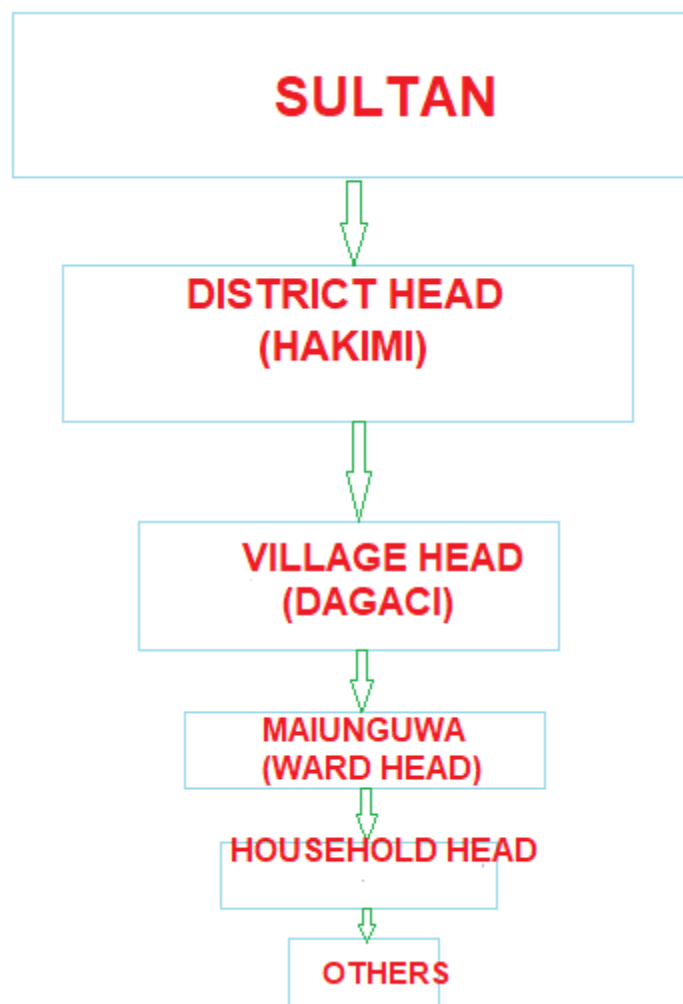 SULTAN
DISTRICT HEAD
(HAKIMI)
VILLAGE HEAD
(DAGACI)
MAIUNGUWA
(WARD HEAD)
HOUSEHOLD HEAD
OTHERS